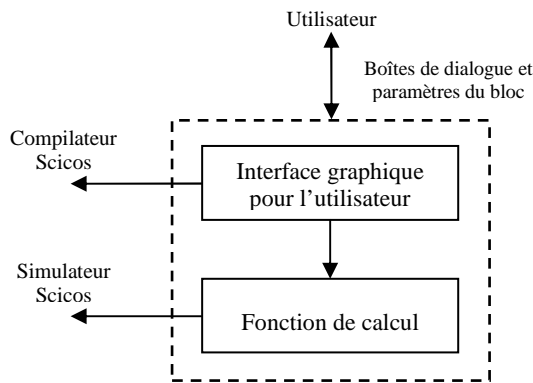 Utilisateur
Boîtes de dialogue et
paramètres du bloc
Compilateur
Scicos
Interface graphique
pour l’utilisateur
Simulateur
Scicos
Fonction de calcul